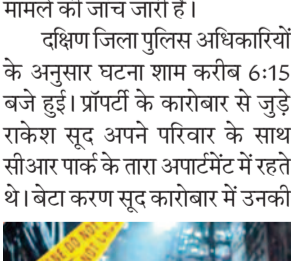 मामले की जांच जारी है।
दक्षिण जिला पुलिस अधिकारियों
के अनुसार घटना शाम करीब 6:15
बजे हुई। प्रॉपर्टी के कारोबार से जुड़े
राकेश सूद अपने परिवार के साथ
सीआर पार्क के तारा अपार्टमेंट में रहते
थे। बेटा करण सूद कारोबार में उनकी